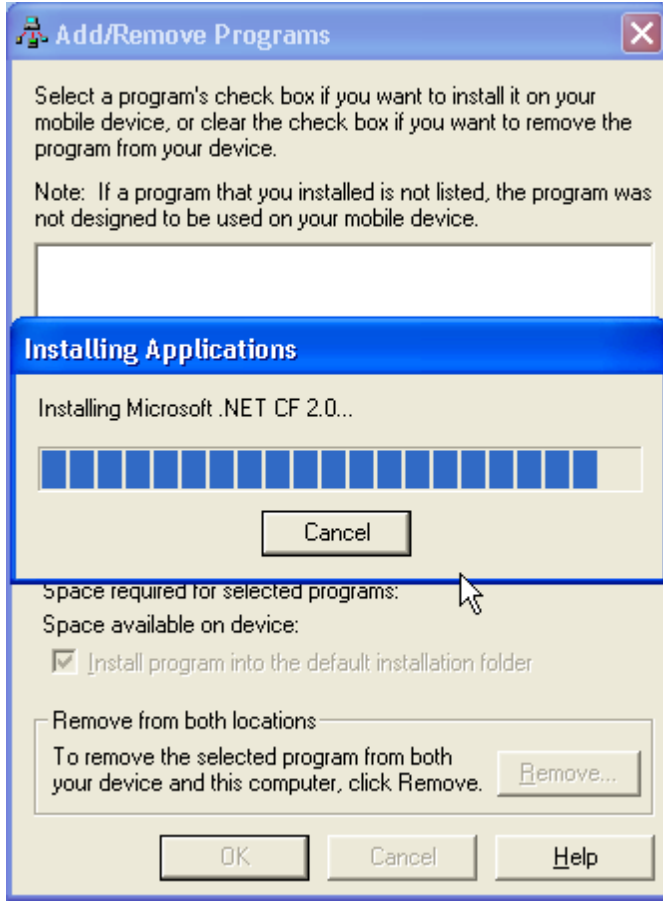 Add/Remove Programs
Select a program's check box if you want to install it on your
mobile device, or clear the check box if you want to remove the
program from your device.
Note:  If a program that you installed is not listed, the program was
not designed to be used on your mobile device.
Installing Applications
Installing Microsoft .NET CF 2.0...
Cancel
Space required for selected programs:
Space available on device:
Install program into the default installation folder
Remove from both locations
To remove the selected program from both
your device and this computer, click Remove.
Remove...
OK
Cancel
Help